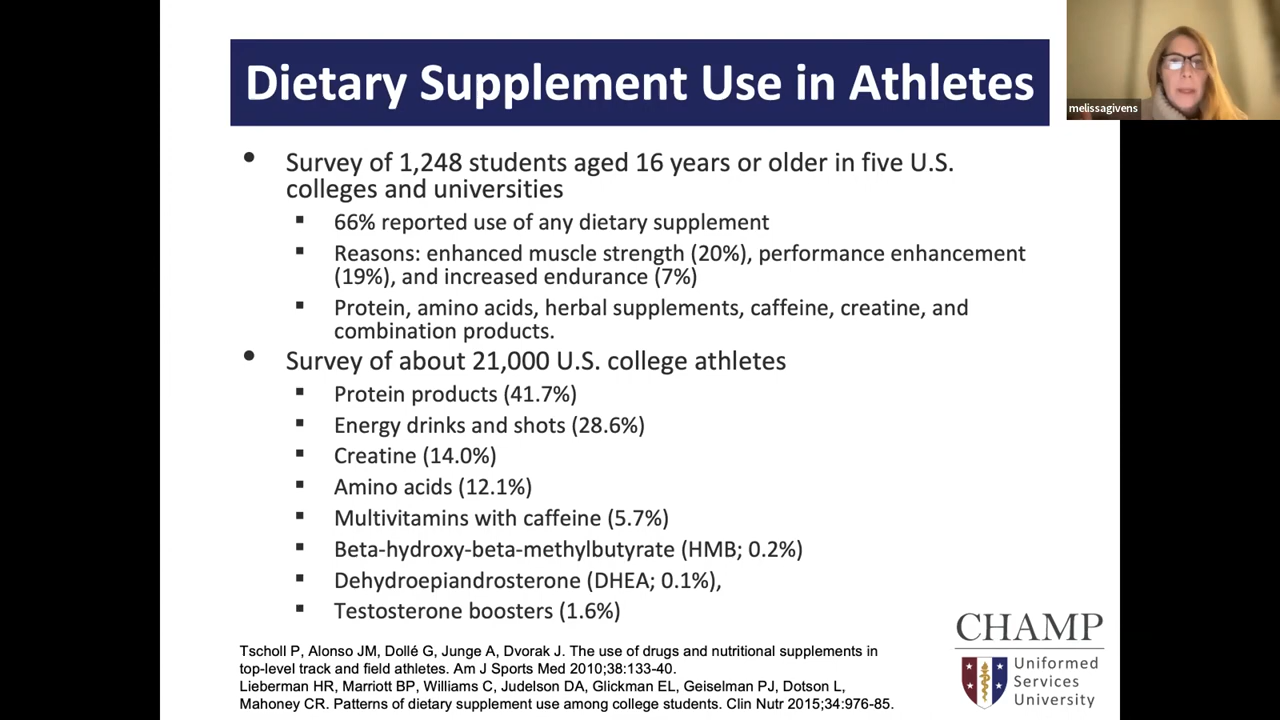 Dietary Supplement Use in Athletes
melissagivens
• Survey of 1,248 students aged 16 years or older in five U.S.
colleges and universities
▪ 66% reported use of any dietary supplement
▪ Reasons: enhanced muscle strength (20%), performance enhancement
(19%), and increased endurance (7%)
▪ Protein, amino acids, herbal supplements, caffeine, creatine, and
combination products.
• Survey of about 21,000 U.S. college athletes
▪ Protein products (41.7%)
▪ Energy drinks and shots (28.6%)
▪ Creatine (14.0%)
▪ Amino acids (12.1%)
▪ Multivitamins with caffeine (5.7%)
▪ Beta-hydroxy-beta-methylbutyrate (HMB; 0.2%)
▪ Dehydroepiandrosterone (DHEA; 0.1%),
▪ Testosterone boosters (1.6%)
Tscholl P, Alonso JM, Dollé G, Junge A, Dvorak J. The use of drugs and nutritional supplements in
top-level track and field athletes. Am J Sports Med 2010;38:133-40.
Lieberman HR, Marriott BP, Williams C, Judelson DA, Glickman EL, Geiselman PJ, Dotson L,
Mahoney CR. Patterns of dietary supplement use among college students. Clin Nutr 2015;34:976-85.
CHAMP
Uniformed
Services
University